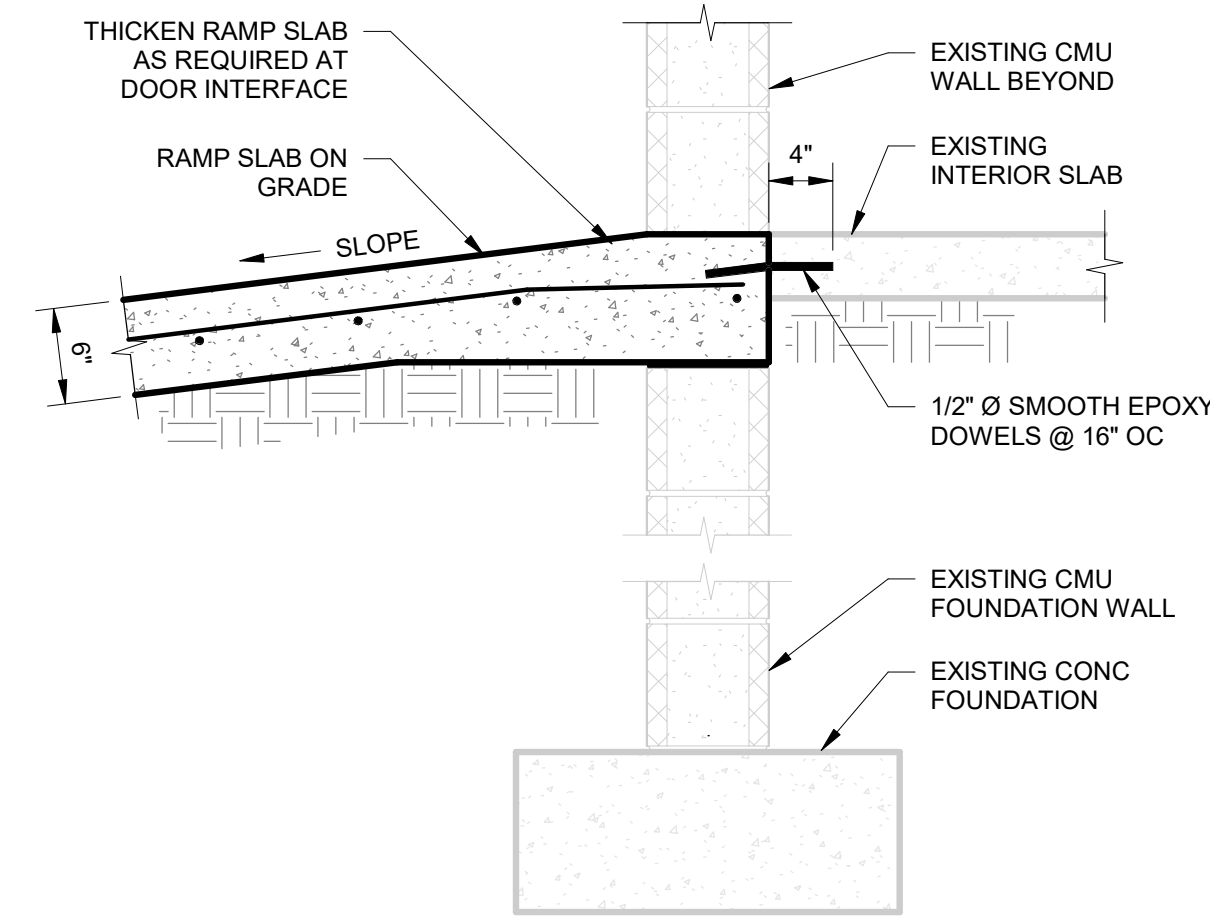 THICKEN RAMP SLAB
AS REQUIRED AT
DOOR INTERFACE
RAMP SLAB ON
GRADE
SLOPE
6"
4"
EXISTING CMU
WALL BEYOND
EXISTING
INTERIOR SLAB
1/2" Ø SMOOTH EPOXY
DOWELS @ 16" OC
EXISTING CMU
FOUNDATION WALL
EXISTING CONC
FOUNDATION